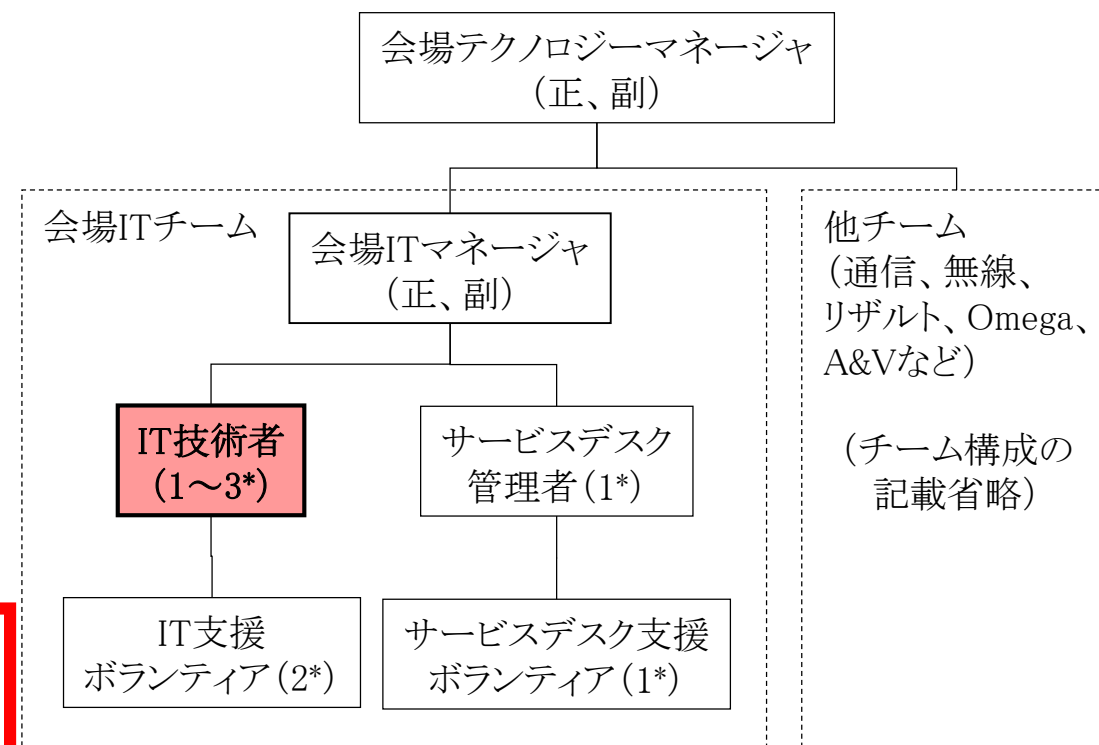 会場テクノロジーマネージャ
(正、副)
会場ITチーム
会場ITマネージャ
(正、副)
他チーム
(通信、無線、
リザルト、Omega、
A&Vなど)
(チーム構成の
記載省略)
IT技術者
(1～3*)
サービスデスク
管理者(1*)
IT支援
ボランティア(2*)
サービスデスク支援
ボランティア(1*)